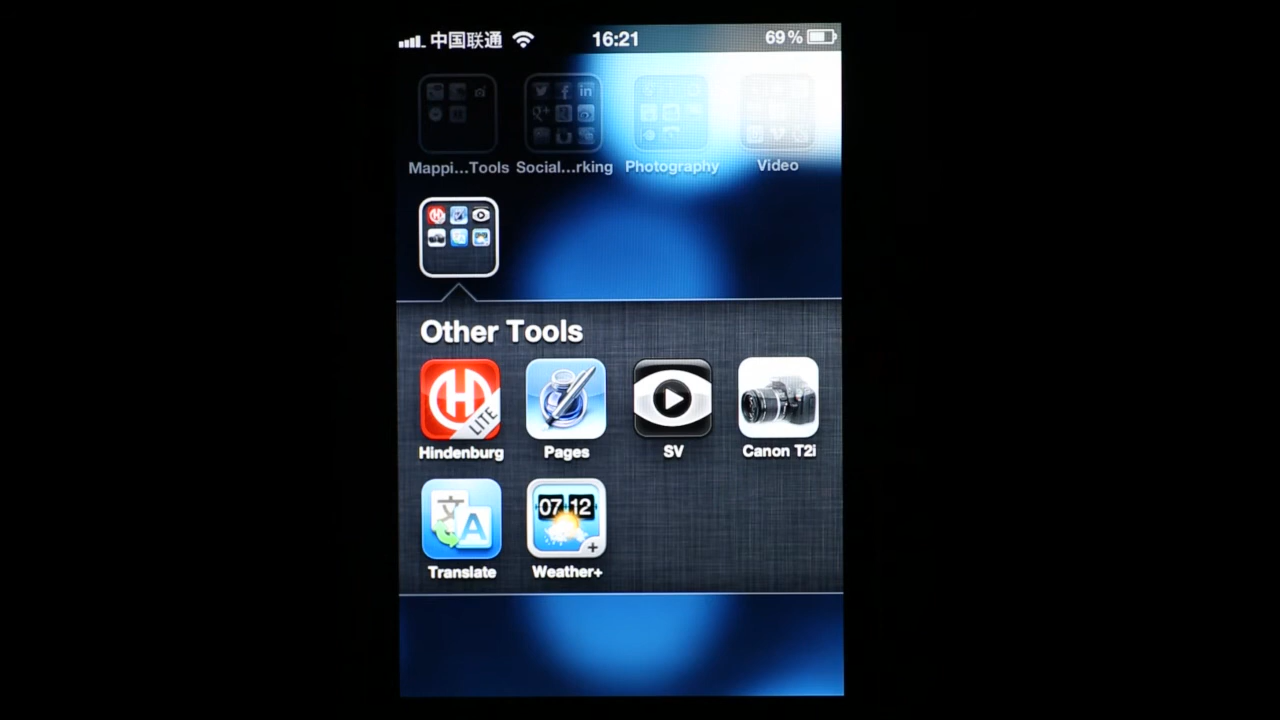 中国联通 16:21 69%
Mappi...Tools Social...rking Photography Video
Other Tools
LITE
Hindenburg Pages SV Canon T2i
文 A 07 12
Translate Weather+